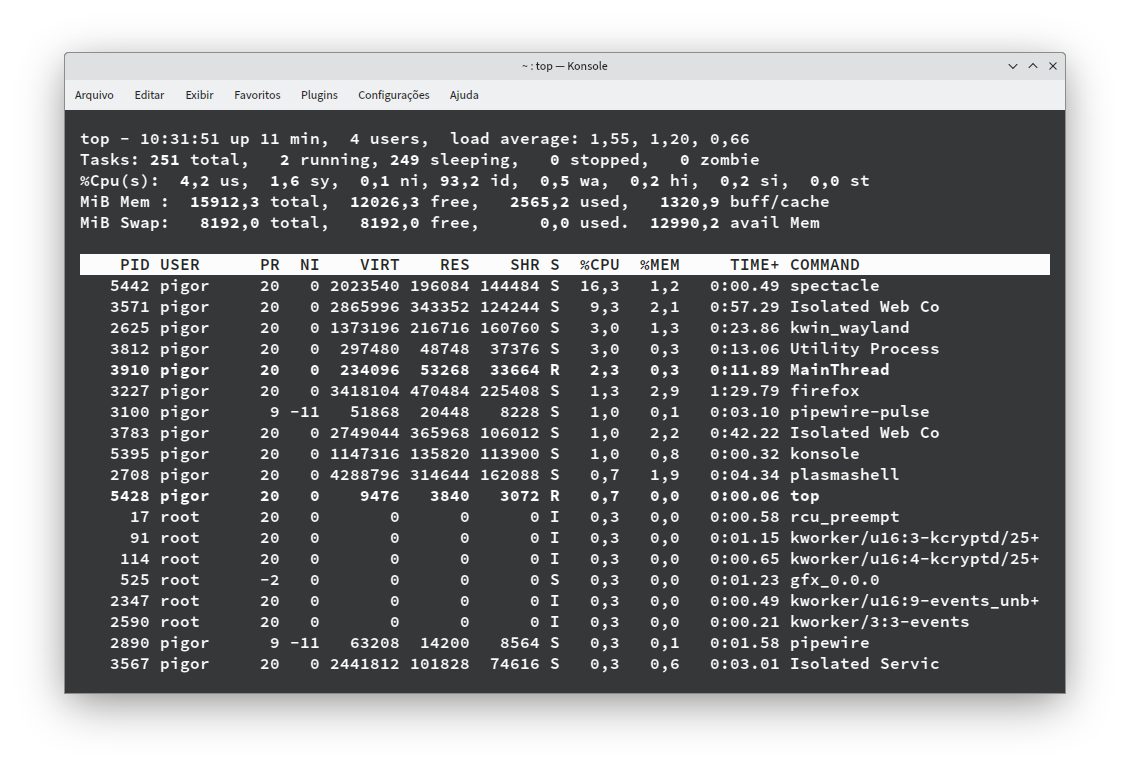 ~ : top — Konsole
Arquivo Editar Exibir Favoritos Plugins Configurações Ajuda
top - 10:31:51 up 11 min,  4 users,  load average: 1,55, 1,20, 0,66
Tasks: 251 total,   2 running, 249 sleeping,   0 stopped,   0 zombie
%Cpu(s):  4,2 us,  1,6 sy,  0,1 ni, 93,2 id,  0,5 wa,  0,2 hi,  0,2 si,  0,0 st
MiB Mem :  15912,3 total,  12026,3 free,   2565,2 used,   1320,9 buff/cache
MiB Swap:   8192,0 total,   8192,0 free,      0,0 used.  12990,2 avail Mem
    PID USER      PR  NI    VIRT    RES    SHR S  %CPU  %MEM     TIME+ COMMAND
   5442 pigor     20   0 2023540 196084 144484 S  16,3   1,2   0:00.49 spectacle
   3571 pigor     20   0 2865996 343352 124244 S   9,3   2,1   0:57.29 Isolated Web Co
   2625 pigor     20   0 1373196 216716 160760 S   3,0   1,3   0:23.86 kwin_wayland
   3812 pigor     20   0  297480  48748  37376 S   3,0   0,3   0:13.06 Utility Process
   3910 pigor     20   0  234096  53268  33664 R   2,3   0,3   0:11.89 MainThread
   3227 pigor     20   0 3418104 470484 225408 S   1,3   2,9   1:29.79 firefox
   3100 pigor      9 -11   51868  20448   8228 S   1,0   0,1   0:03.10 pipewire-pulse
   3783 pigor     20   0 2749044 365968 106012 S   1,0   2,2   0:42.22 Isolated Web Co
   5395 pigor     20   0 1147316 135820 113900 S   1,0   0,8   0:00.32 konsole
   2708 pigor     20   0 4288796 314644 162088 S   0,7   1,9   0:04.34 plasmashell
   5428 pigor     20   0    9476   3840   3072 R   0,7   0,0   0:00.06 top
     17 root      20   0       0      0      0 I   0,3   0,0   0:00.58 rcu_preempt
     91 root      20   0       0      0      0 I   0,3   0,0   0:01.15 kworker/u16:3-kcryptd/25+
    114 root      20   0       0      0      0 I   0,3   0,0   0:00.65 kworker/u16:4-kcryptd/25+
    525 root      -2   0       0      0      0 S   0,3   0,0   0:01.23 gfx_0.0.0
   2347 root      20   0       0      0      0 I   0,3   0,0   0:00.49 kworker/u16:9-events_unb+
   2590 root      20   0       0      0      0 I   0,3   0,0   0:00.21 kworker/3:3-events
   2890 pigor      9 -11   63208  14200   8564 S   0,3   0,1   0:01.58 pipewire
   3567 pigor     20   0 2441812 101828  74616 S   0,3   0,6   0:03.01 Isolated Servic